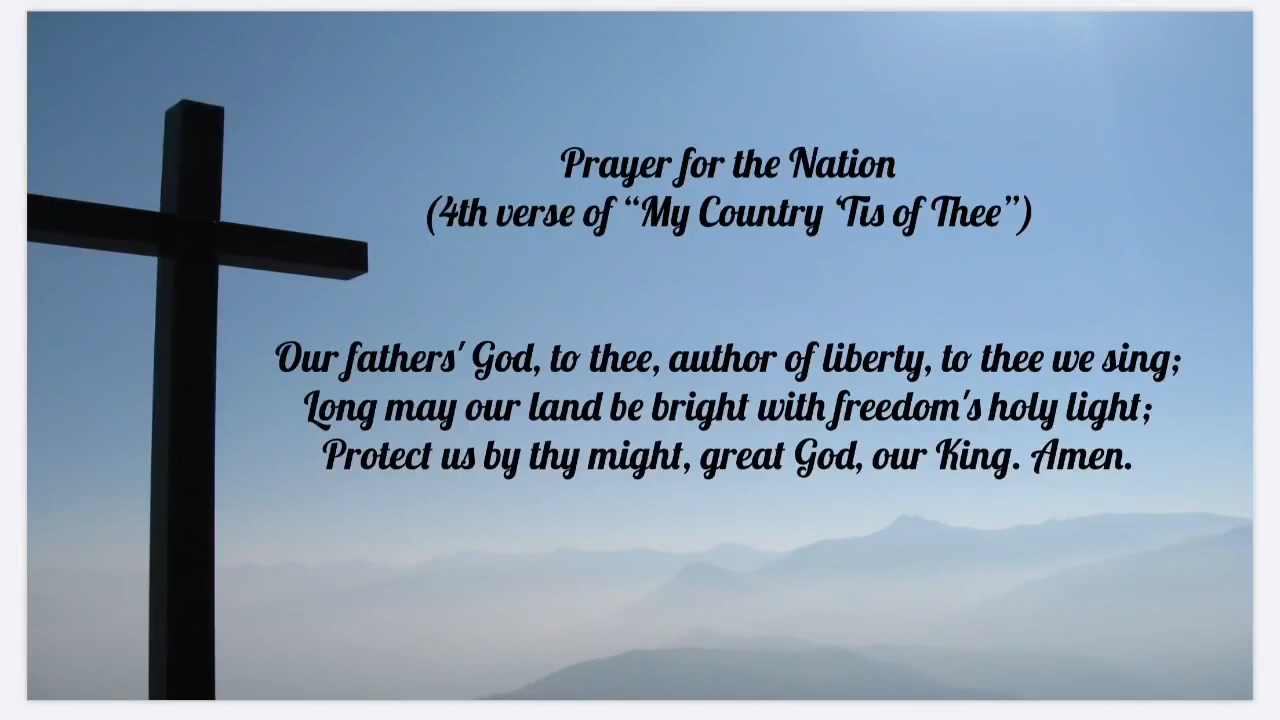 Prayer for the Nation
(4th verse of “My Country ‘Tis of Thee”)
Our fathers' God, to thee, author of liberty, to thee we sing;
Long may our land be bright with freedom's holy light;
Protect us by thy might, great God, our King. Amen.